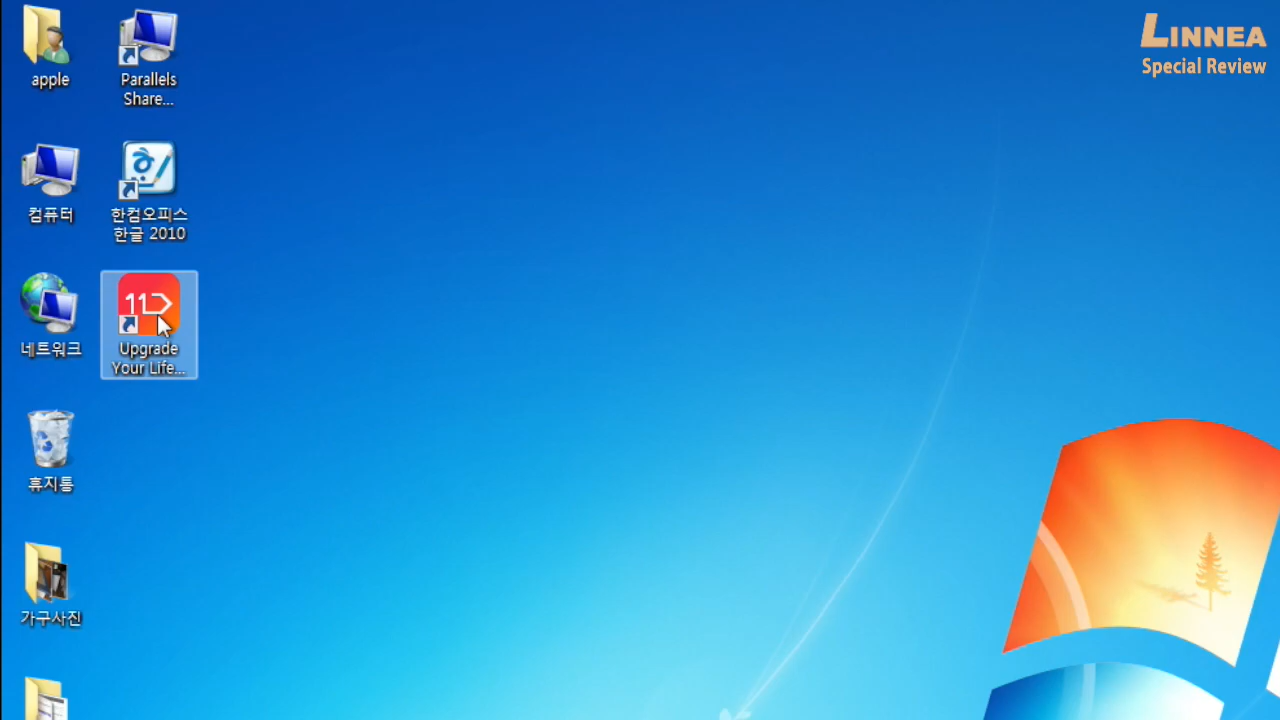 LINNEA
Special Review
apple
Parallels
Share...
컴퓨터
한컴오피스
한글 2010
네트워크
11
Upgrade
Your Life...
휴지통
가구사진